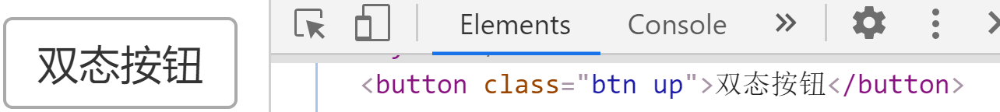 双态按钮
Elements
Console
<button class="btn up">双态按钮</button>